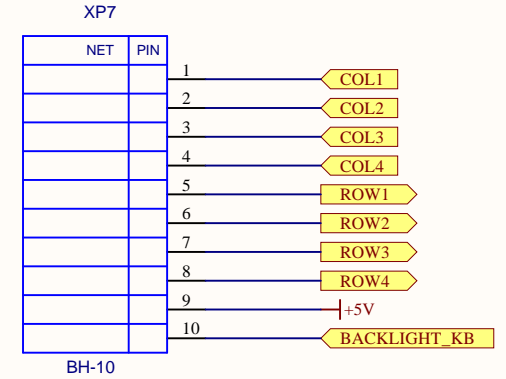 XP7
NET PIN
1 COL1
2 COL2
3 COL3
4 COL4
5 ROW1
6 ROW2
7 ROW3
8 ROW4
9 +5V
10 BACKLIGHT_KB
BH-10